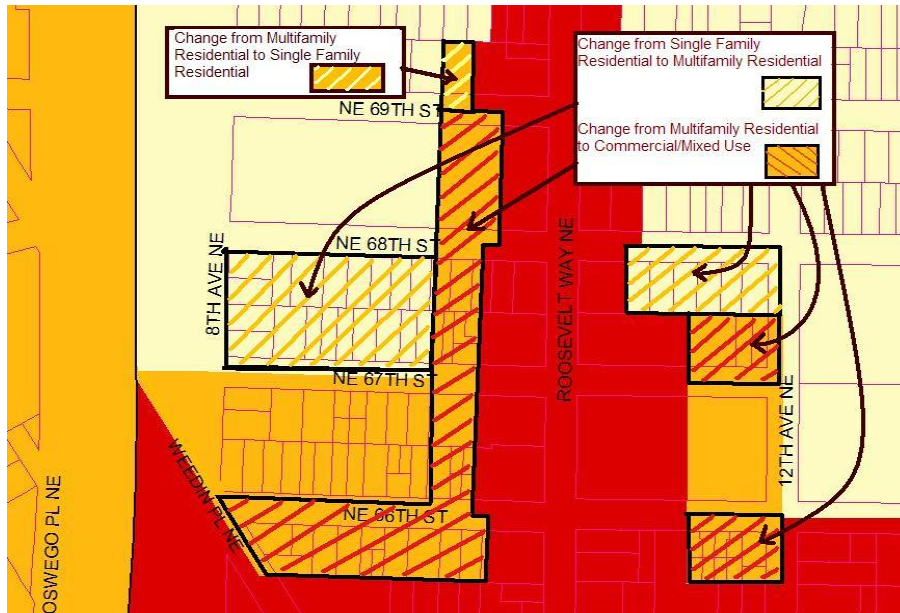 Change from Multifamily
Residential to Single Family
Residential
Change from Single Family
Residential to Multifamily Residential
Change from Multifamily Residential
to Commercial/Mixed Use
NE 69TH ST
NE 68TH ST
8TH AVE NE
NE 67TH ST
ROOSEVELT WAY NE
12TH AVE NE
WEEDIN PL NE
NE 66TH ST
OSWEGO PL NE